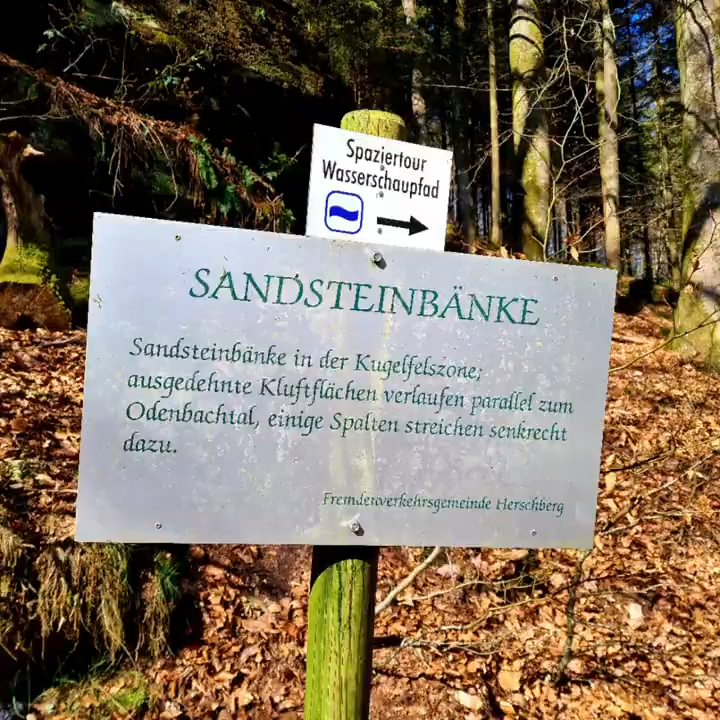 Spaziertour
Wasserschaupfad
SANDSTEINBÄNKE
Sandsteinbänke in der Kugelfelszone;
ausgedehnte Kluftflächen verlaufen parallel zum
Odenbachtal, einige Spalten streichen senkrecht
dazu.
Fremdenverkehrsgemeinde Herschberg